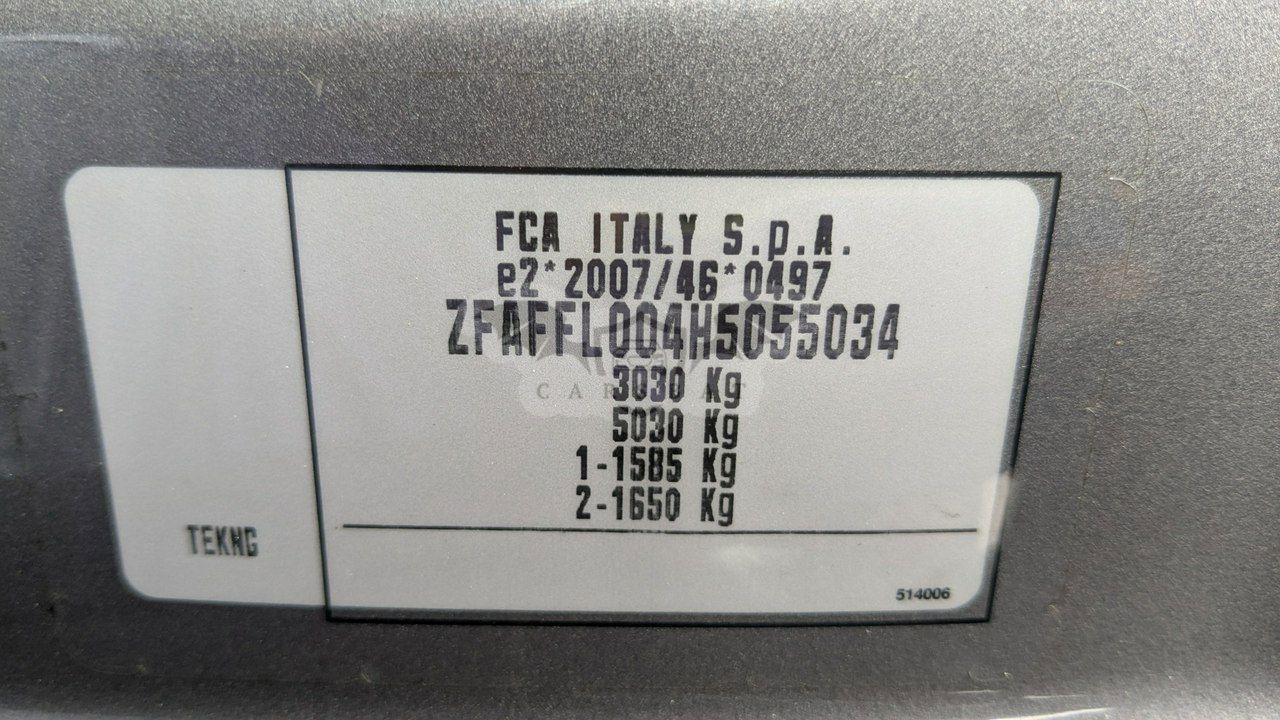 FCA ITALY S.p.A.
e2*2007/46*0497
ZFAFFL004H5055034
3030 Kg
5030 Kg
1-1585 Kg
2-1650 Kg
TEKNG
514006